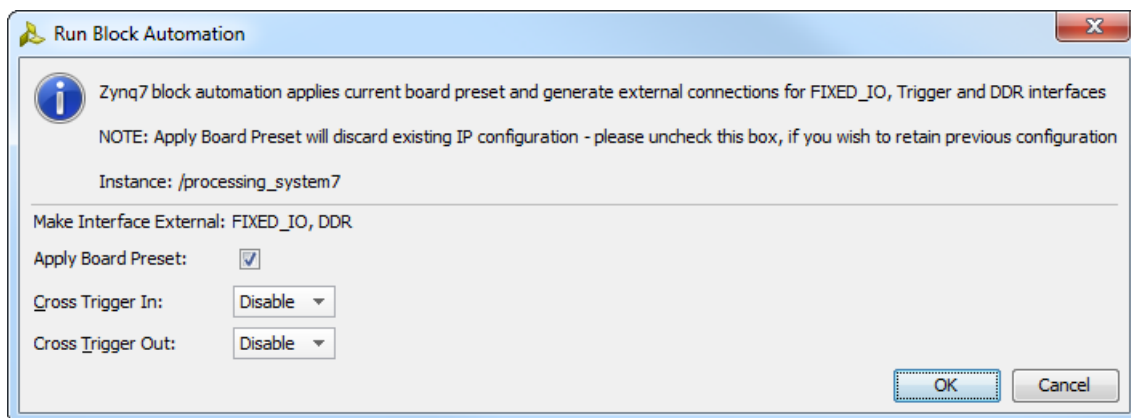 Run Block Automation
Zynq7 block automation applies current board preset and generate external connections for FIXED_IO, Trigger and DDR interfaces
NOTE: Apply Board Preset will discard existing IP configuration - please uncheck this box, if you wish to retain previous configuration
Instance: /processing_system7
Make Interface External: FIXED_IO, DDR
Apply Board Preset:
Cross Trigger In: Disable
Cross Trigger Out: Disable
OK Cancel